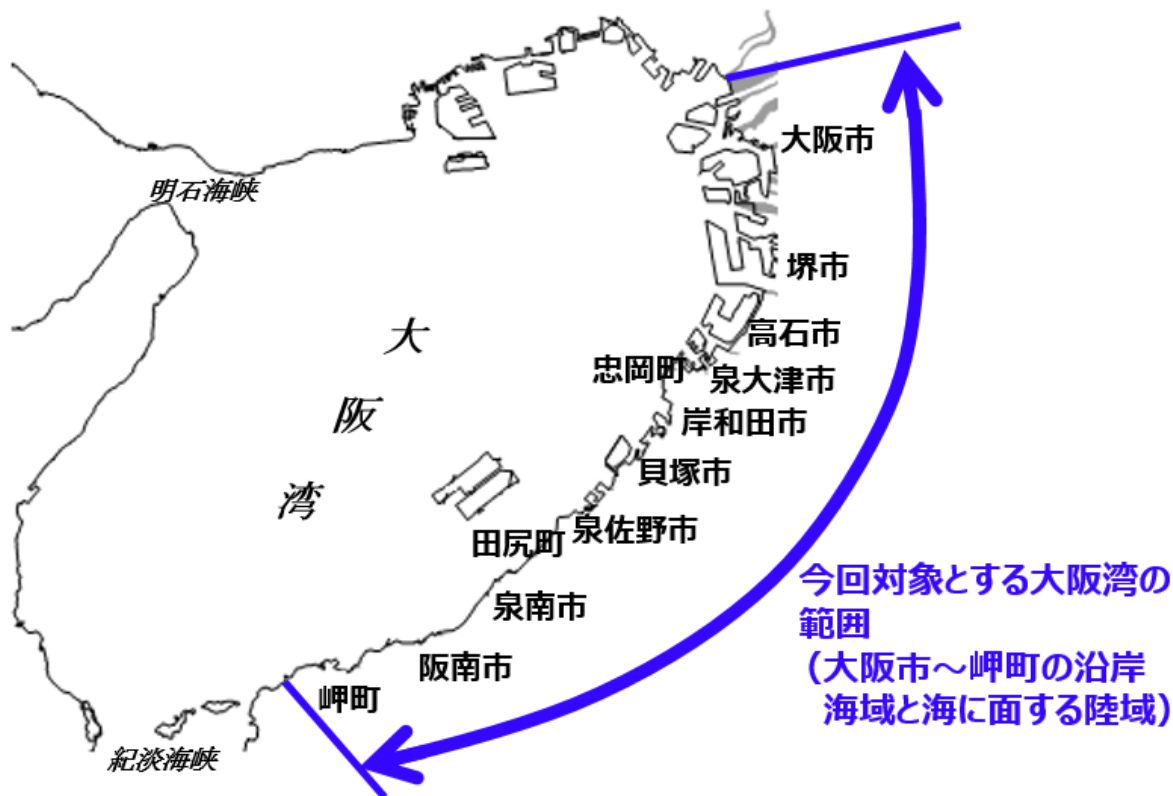 大阪市
明石海峡
堺市
高石市
大阪湾
忠岡町
泉大津市
岸和田市
貝塚市
泉佐野市
田尻町
今回対象とする大阪湾の
範囲
(大阪市～岬町の沿岸
海域と海に面する陸域)
泉南市
阪南市
岬町
紀淡海峡